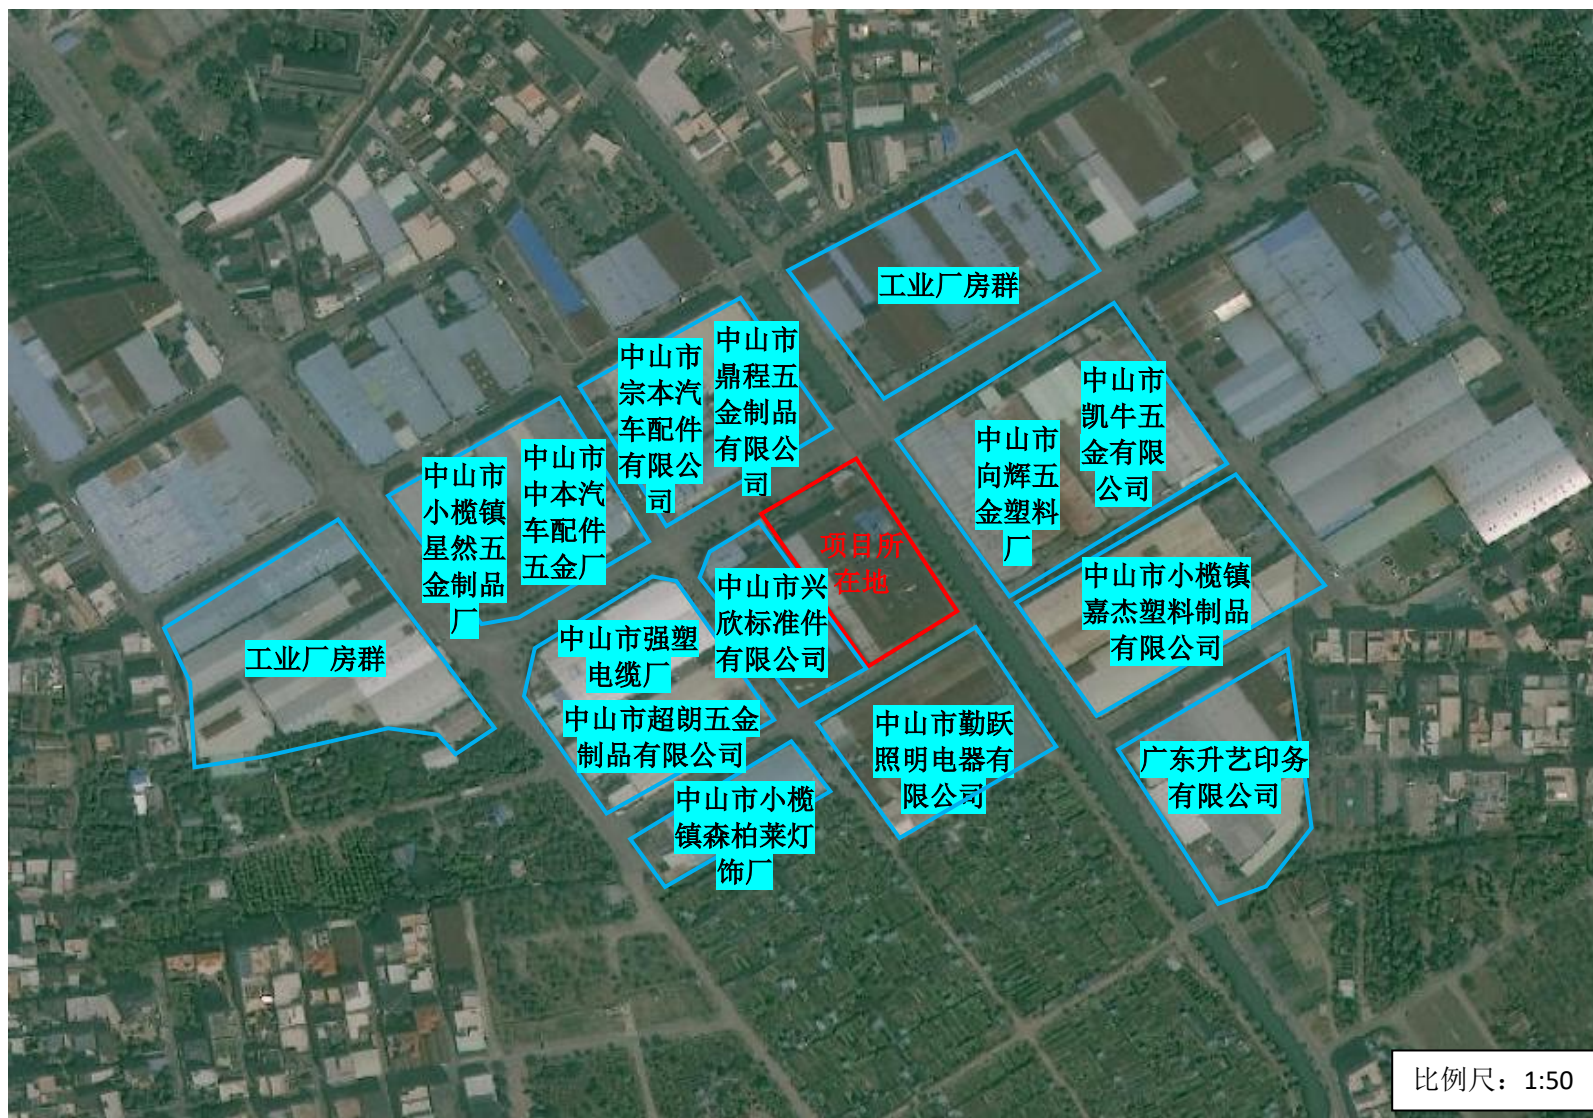 工业厂房群
中山市
鼎程五
金制品
有限公
司
中山市
宗本汽
车配件
有限公
司
中山市
凯牛五
金有限
公司
中山市
向辉五
金塑料
厂
中山市
中本汽
车配件
五金厂
中山市
小榄镇
星然五
金制品
厂
项目所
在地
中山市兴
欣标准件
有限公司
中山市小榄镇
嘉杰塑料制品
有限公司
工业厂房群
中山市强塑
电缆厂
中山市超朗五金
制品有限公司
中山市勤跃
照明电器有
限公司
广东升艺印务
有限公司
中山市小榄
镇森柏莱灯
饰厂
比例尺：1:50